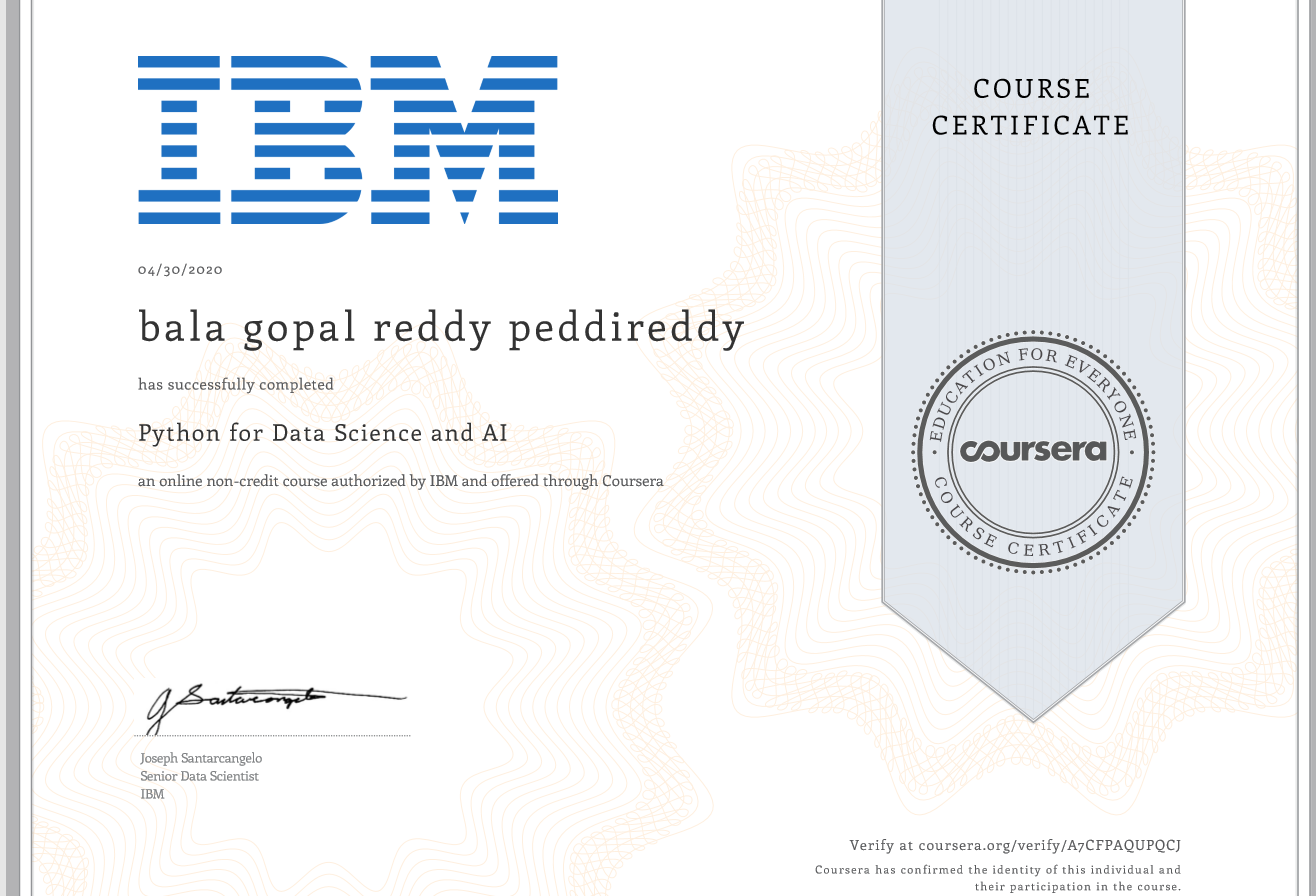 IBM
COURSE
CERTIFICATE
04/30/2020
bala gopal reddy peddireddy
has successfully completed
Python for Data Science and AI
an online non-credit course authorized by IBM and offered through Coursera
EDUCATION FOR EVERYONE
coursera
COURSE CERTIFICATE
J Santarcangelo
Joseph Santarcangelo
Senior Data Scientist
IBM
Verify at coursera.org/verify/A7CFPAQUPQCJ
Coursera has confirmed the identity of this individual and
their participation in the course.